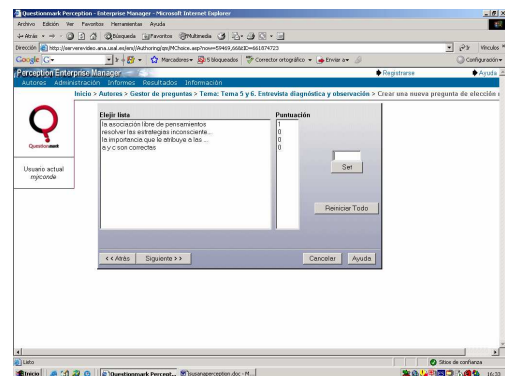 Questionmark Perception - Enterprise Manager - Microsoft Internet Explorer
Archivo Edición Ver Favoritos Herramientas Ayuda
Atrás Búsqueda Favoritos Multimedia
Dirección Vínculos
Google Marcadores 5 bloqueados Corrector ortográfico Enviar a Configuración
Perception Enterprise Manager Registrarse Ayuda
Autores Administración Informes Resultados Información
Inicio > Autores > Gestor de preguntas > Tema: Tema 5 y 6. Entrevista diagnóstica y observación > Crear una nueva pregunta de elección
Questionmark
Usuario actual
mjrconde
Elejir lista Puntuación
la asociación libre de pensamientos 1
resolver las estrategias inconsciente... 0
la importancia que le atribuye a las ... 0
a y c son correctas 0
Set
Reiniciar Todo
<< Atrás Siguiente >> Cancelar Ayuda
Listo Sitios de confianza
Inicio Questionmark Percept... susanaperception.doc - M... 16:33